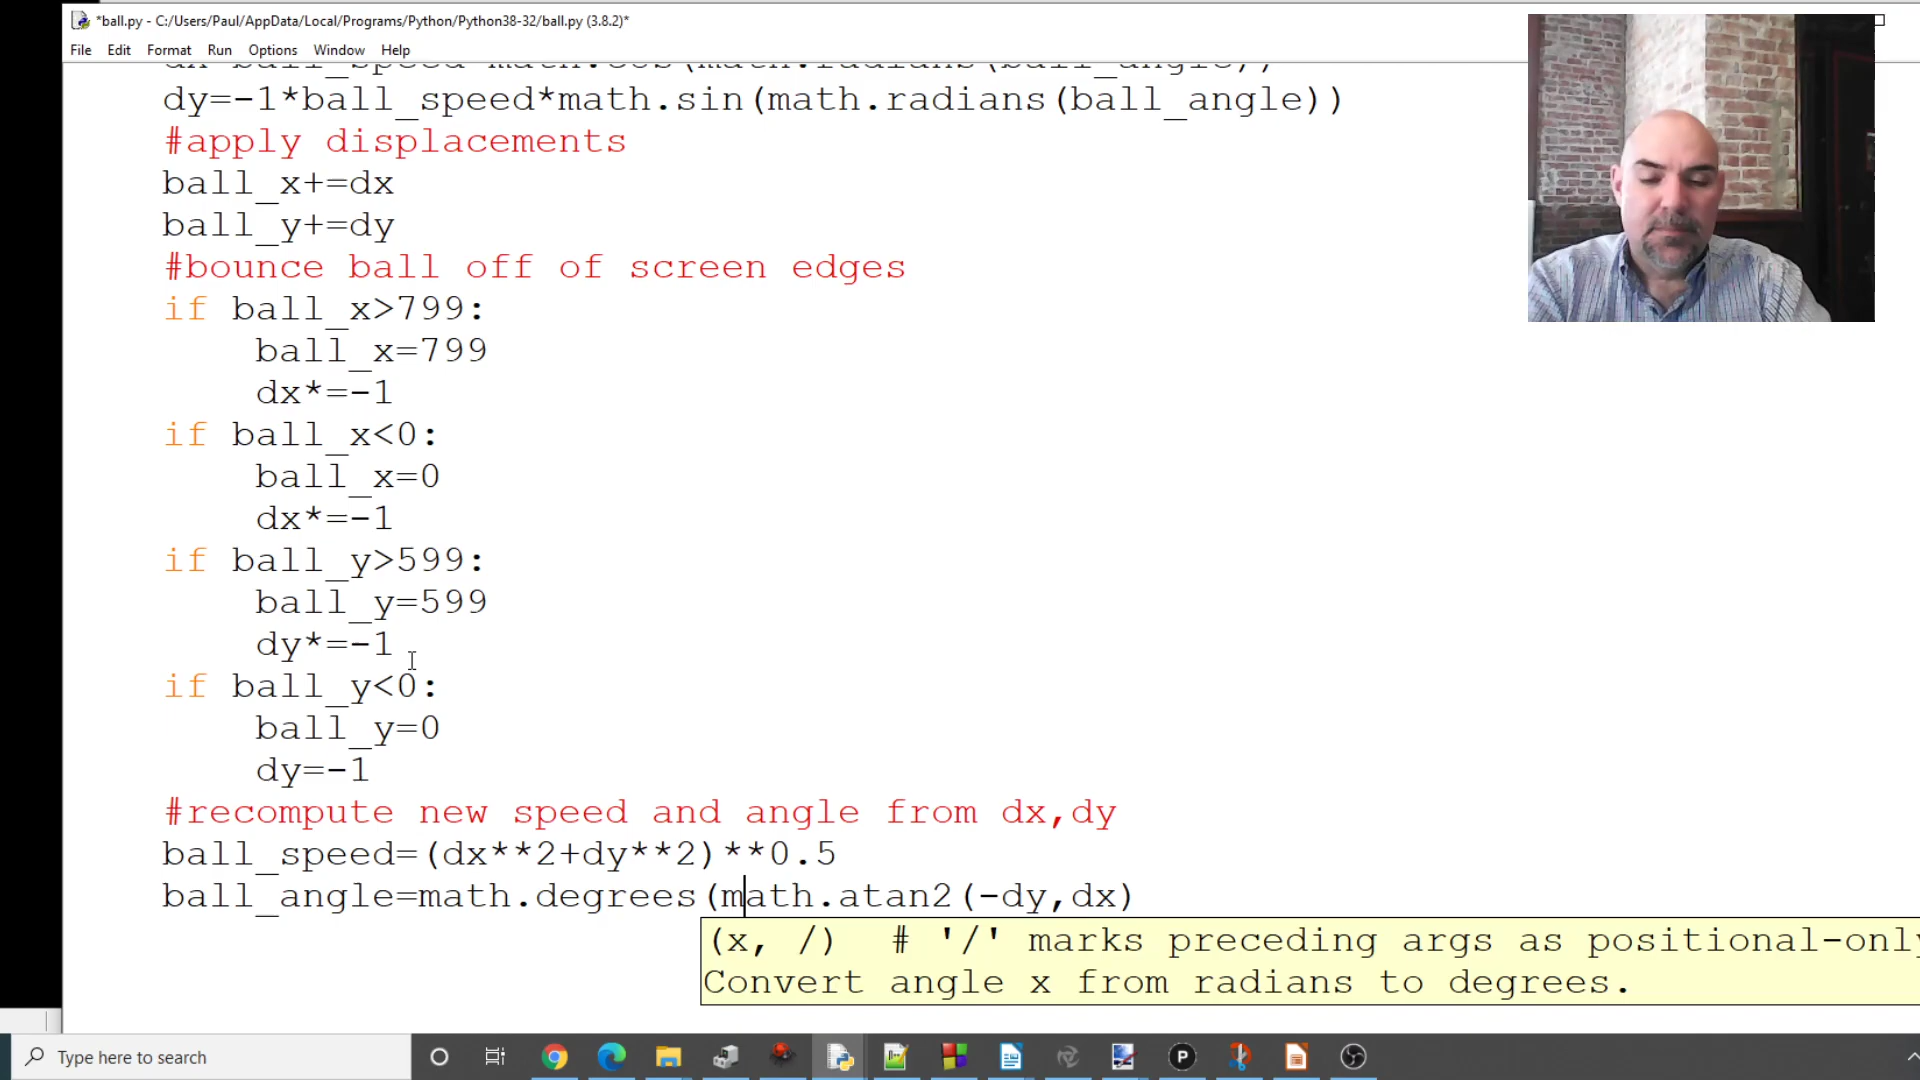 *ball.py - C:/Users/Paul/AppData/Local/Programs/Python/Python38-32/ball.py (3.8.2)*
File Edit Format Run Options Window Help
dy=-1*ball_speed*math.sin(math.radians(ball_angle))
#apply displacements
ball_x+=dx
ball_y+=dy
#bounce ball off of screen edges
if ball_x>799:
ball_x=799
dx*=-1
if ball_x<0:
ball_x=0
dx*=-1
if ball_y>599:
ball_y=599
dy*=-1
if ball_y<0:
ball_y=0
dy=-1
#recompute new speed and angle from dx,dy
ball_speed=(dx**2+dy**2)**0.5
ball_angle=math.degrees(math.atan2(-dy,dx)
(x, /) # '/' marks preceding args as positional-only
Convert angle x from radians to degrees.
Type here to search